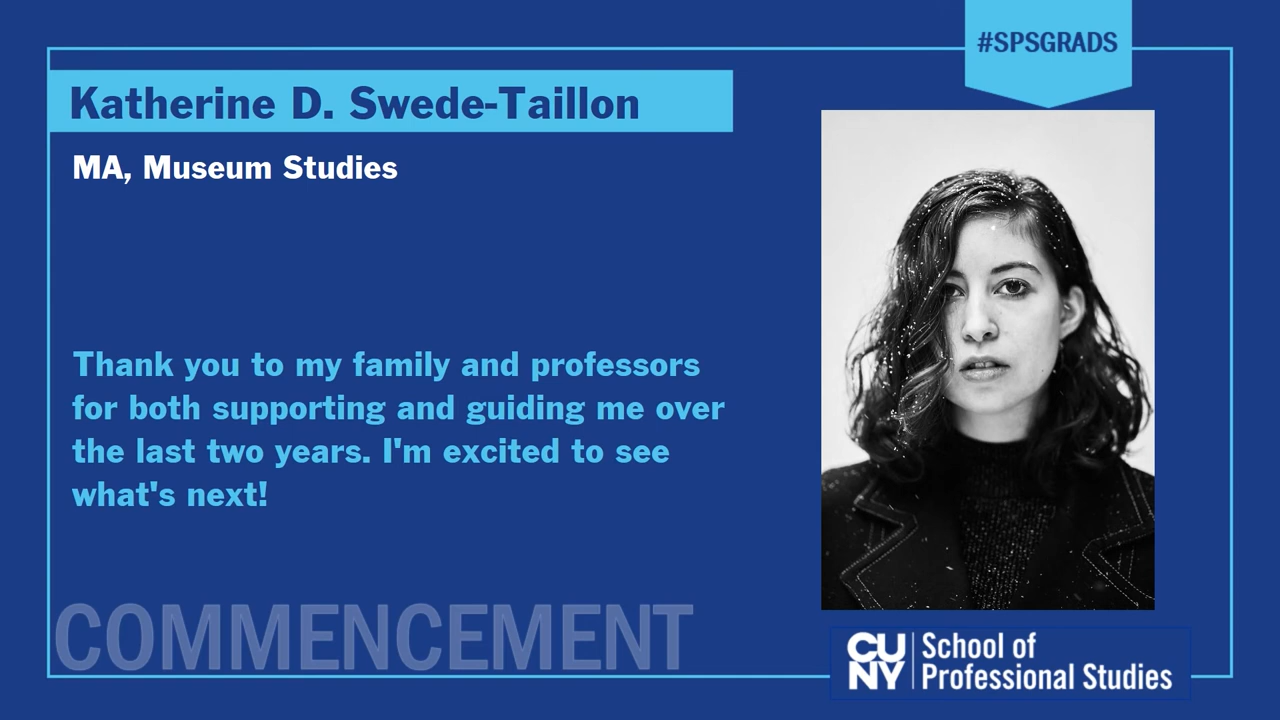 #SPSGRADS
Katherine D. Swede-Taillon
MA, Museum Studies
Thank you to my family and professors
for both supporting and guiding me over
the last two years. I'm excited to see
what's next!
COMMENCEMENT
CU
NY
School of
Professional Studies